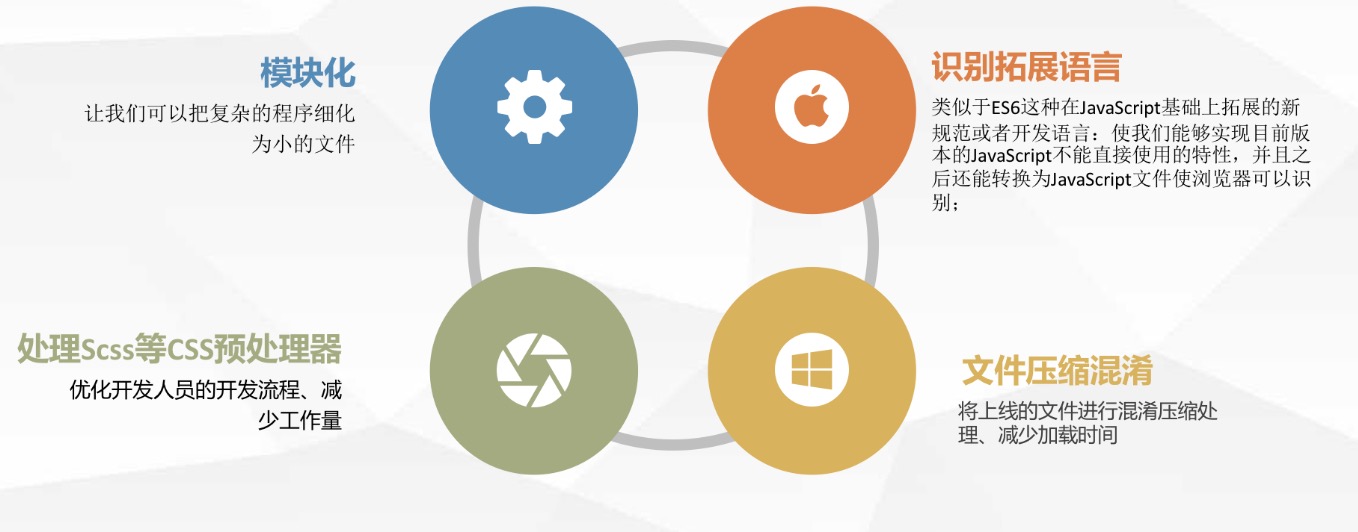 模块化
让我们可以把复杂的程序细化
为小的文件
识别拓展语言
类似于ES6这种在JavaScript基础上拓展的新
规范或者开发语言：使我们能够实现目前版
本的JavaScript不能直接使用的特性，并且之
后还能转换为JavaScript文件使浏览器可以识
别；
处理Scss等CSS预处理器
优化开发人员的开发流程、减
少工作量
文件压缩混淆
将上线的文件进行混淆压缩处
理、减少加载时间